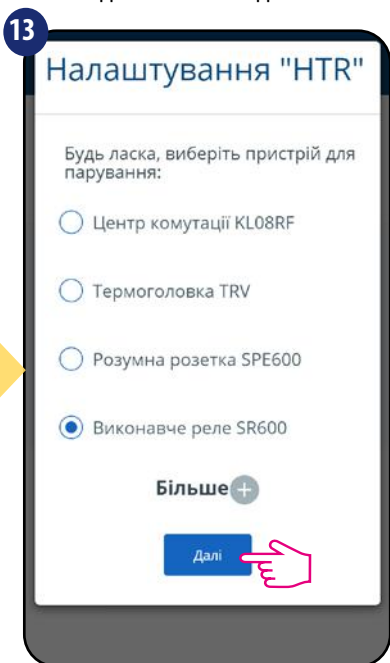 13
Налаштування "HTR"
Будь ласка, виберіть пристрій для
парування:
Центр комутації KL08RF
Термоголовка TRV
Розумна розетка SPE600
Виконавче реле SR600
Більше +
Далі